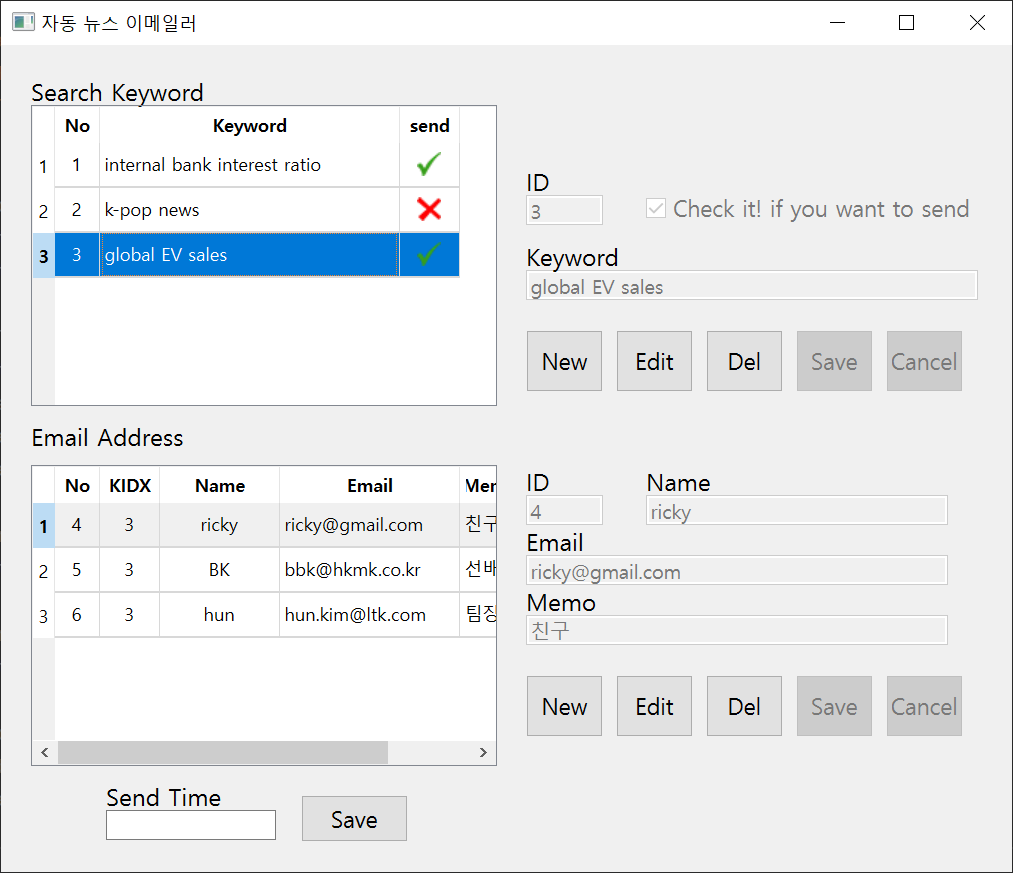 자동 뉴스 이메일러
Search Keyword
No Keyword send
1 1 internal bank interest ratio
2 2 k-pop news
3 3 global EV sales
ID
3 Check it! if you want to send
Keyword
global EV sales
New Edit Del Save Cancel
Email Address
No KIDX Name Email Mer
1 4 3 ricky ricky@gmail.com 친구
2 5 3 BK bbk@hkmk.co.kr 선배
3 6 3 hun hun.kim@ltk.com 팀장
ID Name
4 ricky
Email
ricky@gmail.com
Memo
친구
New Edit Del Save Cancel
Send Time
Save